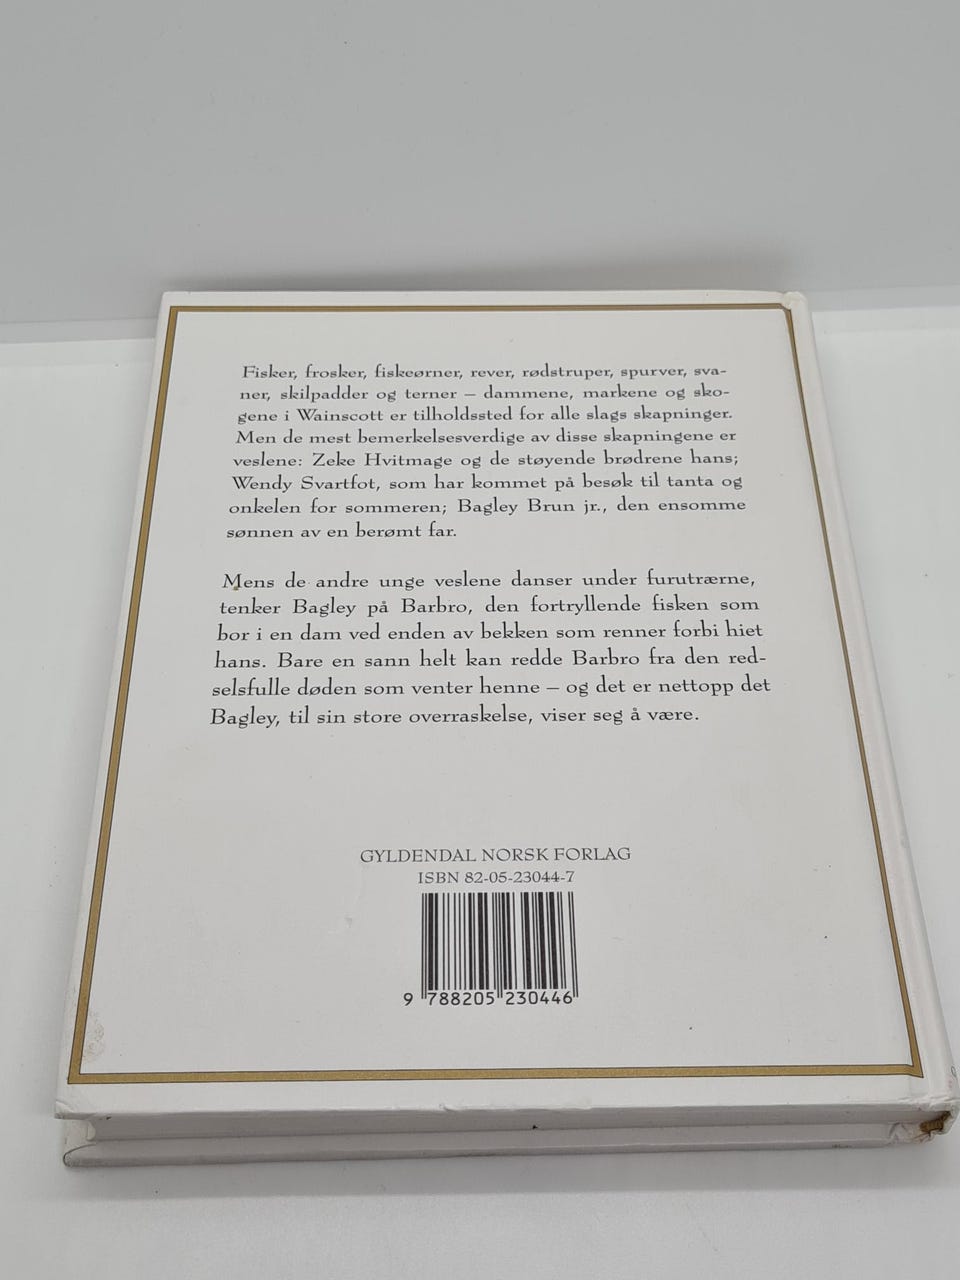 Fisker, frosker, fiskeørner, rever, rødstruper, spurver, sva-
ner, skilpadder og terner – dammene, markene og sko-
gene i Wainscott er tilholdssted for alle slags skapninger.
Men de mest bemerkelsesverdige av disse skapningene er
veslene: Zeke Hvitmage og de støyende brødrene hans;
Wendy Svartfot, som har kommet på besøk til tanta og
onkelen for sommeren; Bagley Brun jr., den ensomme
sønnen av en berømt far.
Mens de andre unge veslene danser under furutrærne,
tenker Bagley på Barbro, den fortryllende fisken som
bor i en dam ved enden av bekken som renner forbi hiet
hans. Bare en sann helt kan redde Barbro fra den red-
selsfulle døden som venter henne – og det er nettopp det
Bagley, til sin store overraskelse, viser seg å være.
GYLDENDAL NORSK FORLAG
ISBN 82-05-23044-7
9 788205 230446